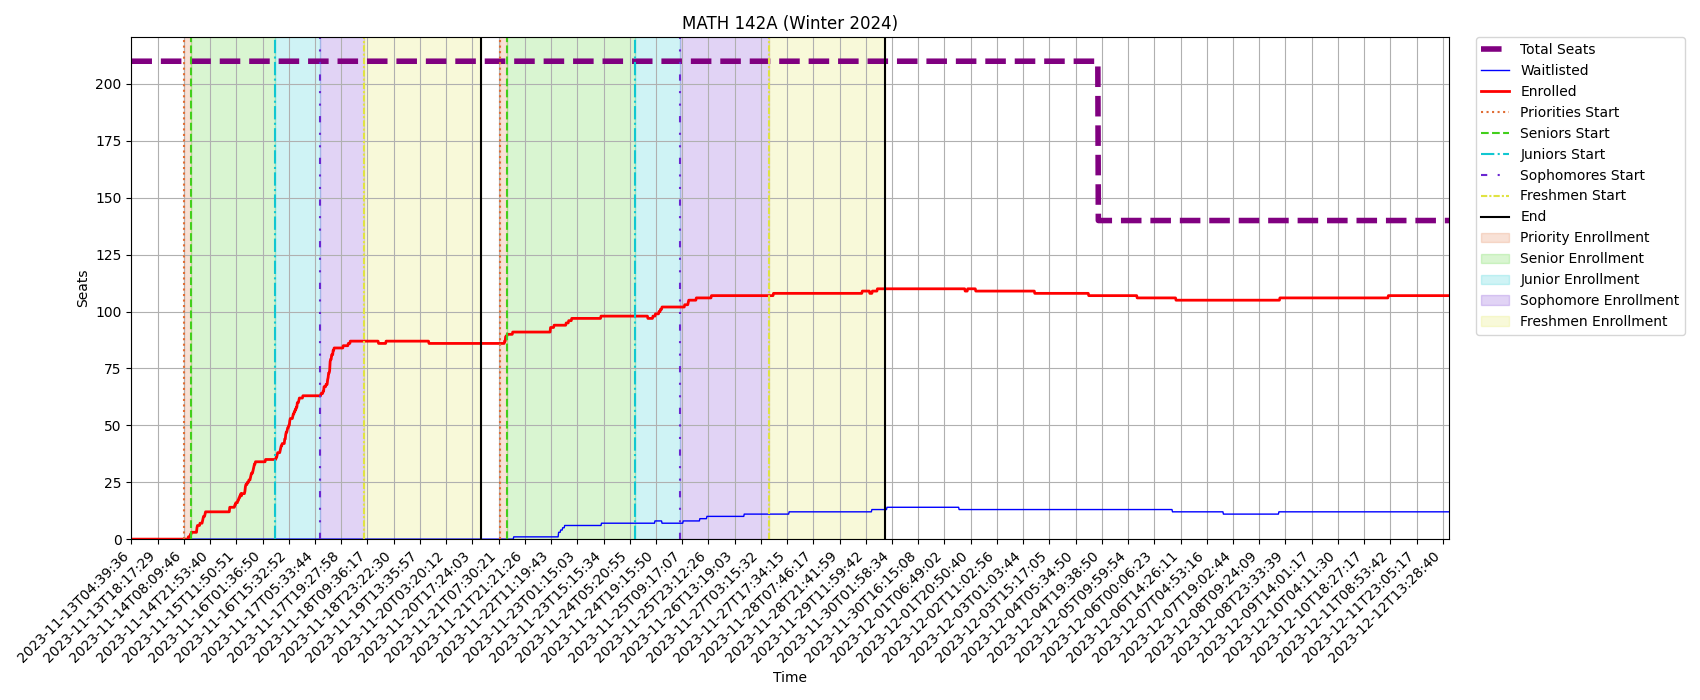 MATH 142A (Winter 2024)
Seats
200
175
150
125
100
75
50
25
0
2023-11-13T04:39:36
2023-11-13T18:17:29
2023-11-14T08:09:46
2023-11-14T21:53:40
2023-11-15T11:50:51
2023-11-16T01:36:50
2023-11-16T15:32:52
2023-11-17T05:33:44
2023-11-17T19:27:58
2023-11-18T09:36:17
2023-11-18T23:22:30
2023-11-19T13:35:57
2023-11-20T03:20:12
2023-11-20T17:24:03
2023-11-21T07:30:21
2023-11-21T21:21:26
2023-11-22T11:19:43
2023-11-23T01:15:03
2023-11-23T15:15:34
2023-11-24T05:20:55
2023-11-24T19:15:50
2023-11-25T09:17:07
2023-11-25T23:12:26
2023-11-26T13:19:03
2023-11-27T03:15:32
2023-11-27T17:34:15
2023-11-28T07:46:17
2023-11-28T21:41:59
2023-11-29T11:59:42
2023-11-30T01:58:34
2023-11-30T16:15:08
2023-12-01T06:49:02
2023-12-01T20:50:40
2023-12-02T11:02:56
2023-12-03T01:03:44
2023-12-03T15:17:05
2023-12-04T05:34:50
2023-12-04T19:38:50
2023-12-05T09:59:54
2023-12-06T00:06:23
2023-12-06T14:26:11
2023-12-07T04:53:16
2023-12-07T19:02:44
2023-12-08T09:24:09
2023-12-08T23:33:39
2023-12-09T14:01:17
2023-12-10T04:11:30
2023-12-10T18:27:17
2023-12-11T08:53:42
2023-12-11T23:05:17
2023-12-12T13:28:40
Time
Total Seats
Waitlisted
Enrolled
Priorities Start
Seniors Start
Juniors Start
Sophomores Start
Freshmen Start
End
Priority Enrollment
Senior Enrollment
Junior Enrollment
Sophomore Enrollment
Freshmen Enrollment